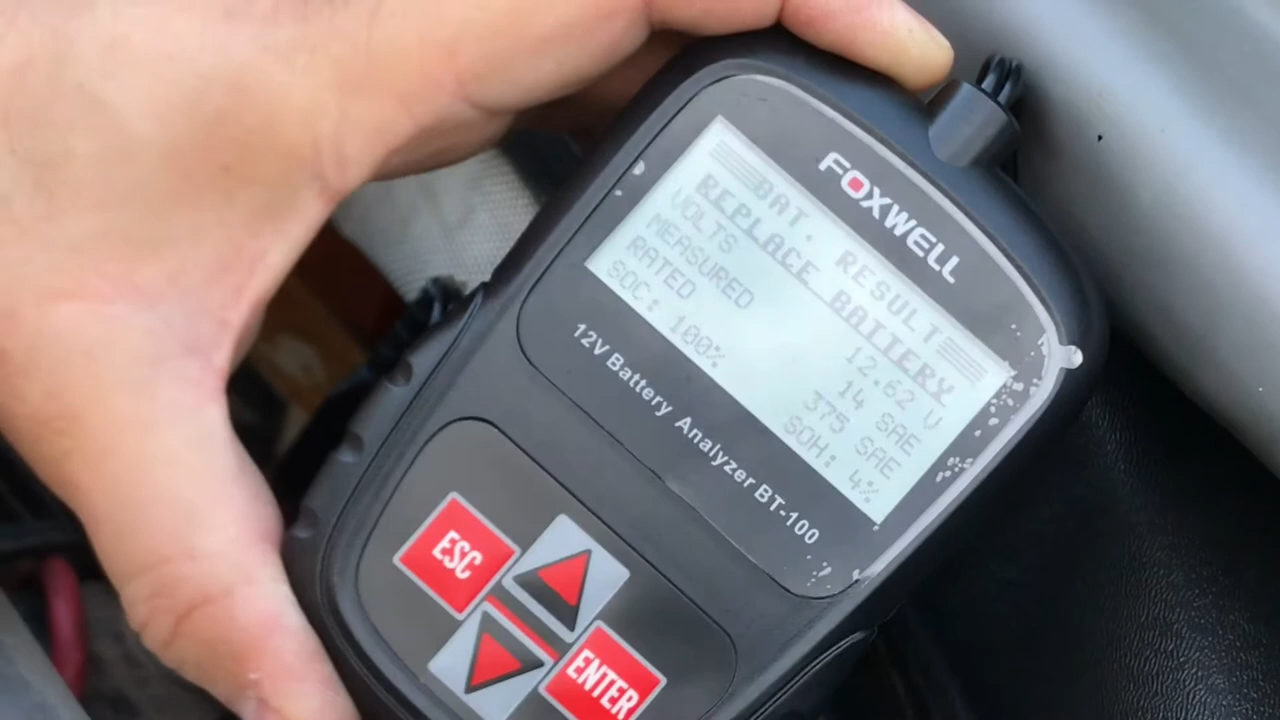 FOXWELL
BAT. RESULT
REPLACE BATTERY
VOLTS 12.62 V
MEASURED 14 SAE
RATED 375 SAE
SOC: 100% SOH: 4%
12V Battery Analyzer BT-100
ESC
ENTER